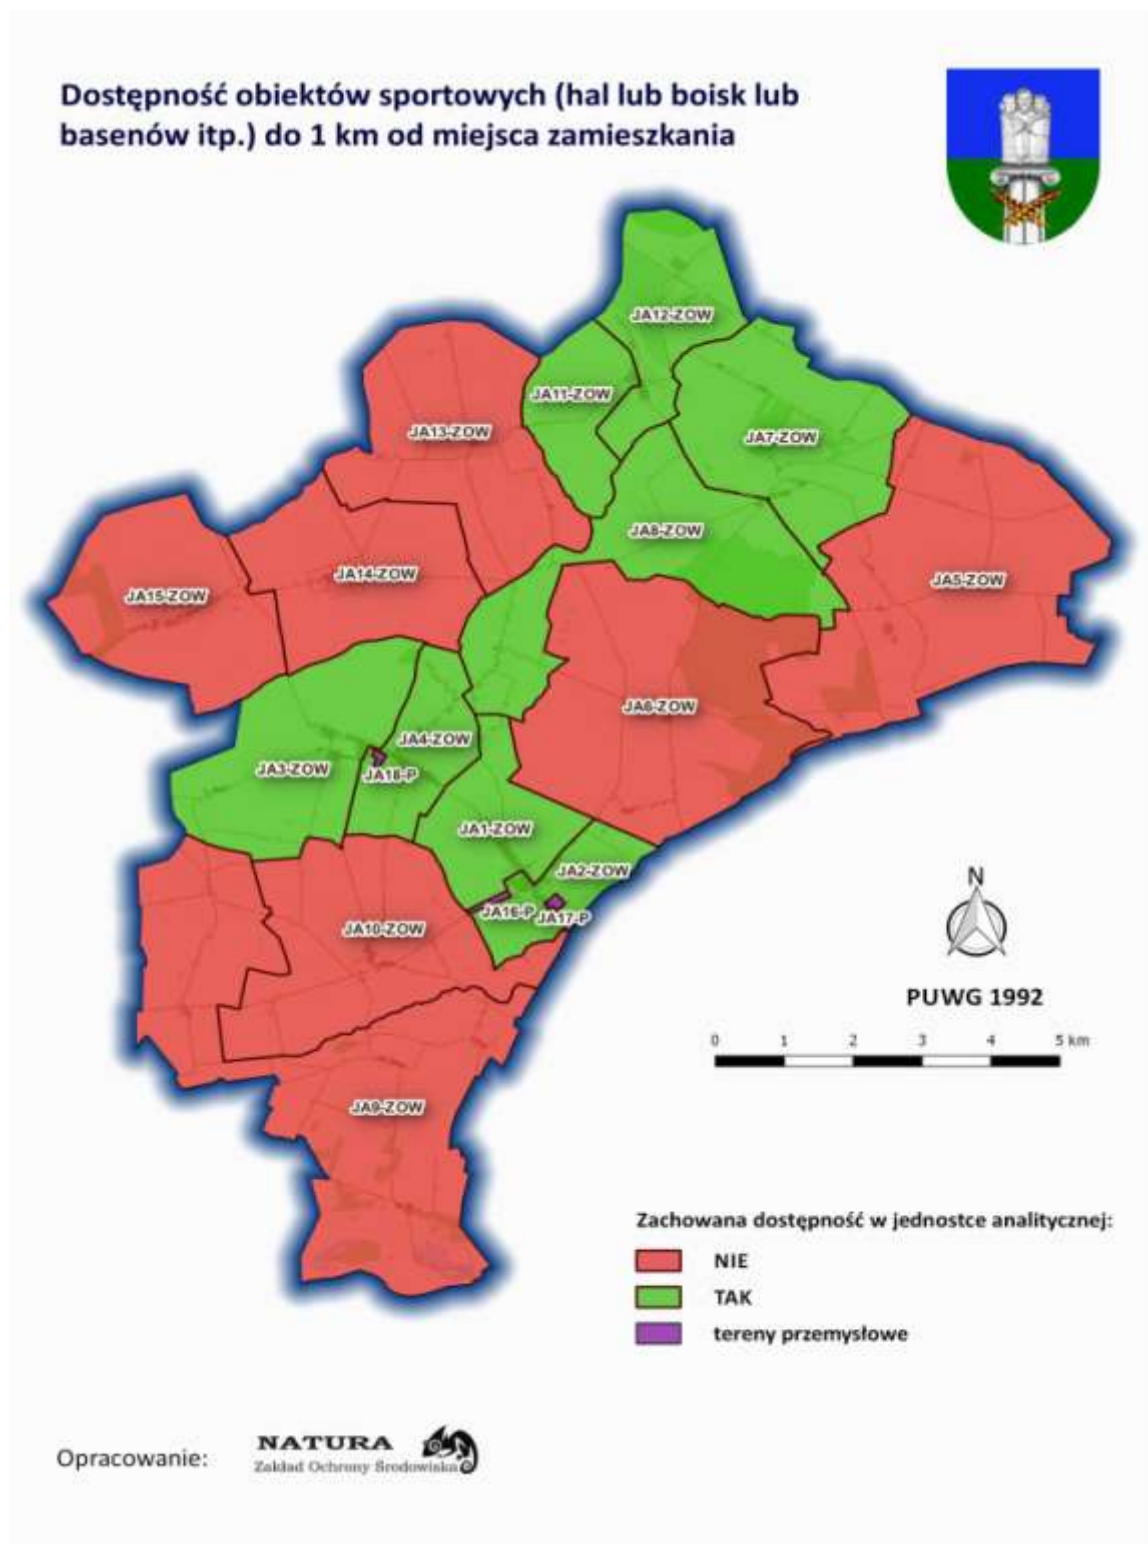 Dostępność obiektów sportowych (hal lub boisk lub
basenów itp.) do 1 km od miejsca zamieszkania
JA12-ZOW
JA11-ZOW
JA13-ZOW
JA7-ZOW
JA8-ZOW
JA14-ZOW
JA5-ZOW
JA15-ZOW
JA6-ZOW
JA4-ZOW
JA3-ZOW
JA18-P
JA1-ZOW
JA2-ZOW
JA16-P
JA17-P
JA10-ZOW
JA9-ZOW
N
PUWG 1992
0 1 2 3 4 5 km
Zachowana dostępność w jednostce analitycznej:
NIE
TAK
tereny przemysłowe
Opracowanie:
NATURA
Zakład Ochrony Środowiska